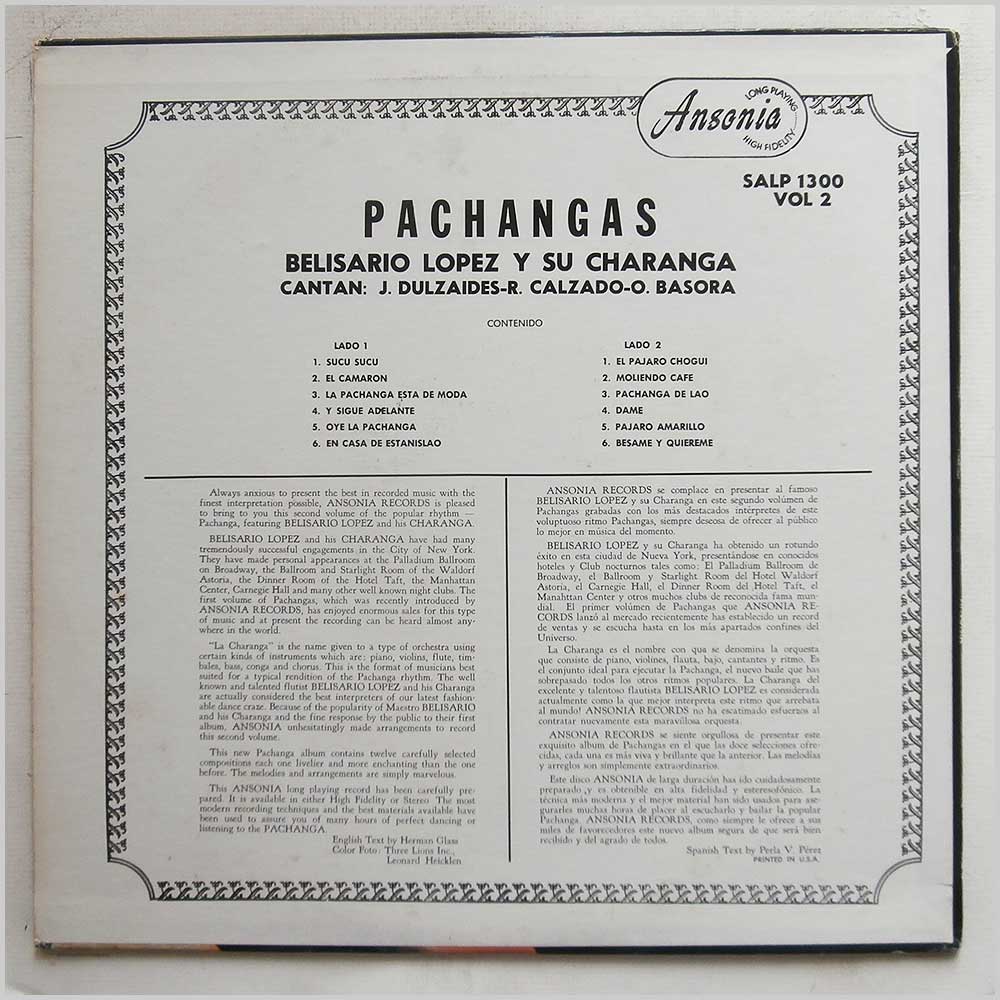 Ansonia
LONG PLAYING
HIGH FIDELITY
SALP 1300
VOL 2
PACHANGAS
BELISARIO LOPEZ Y SU CHARANGA
CANTAN: J. DULZAIDES-R. CALZADO-O. BASORA
CONTENIDO
LADO 1
1. SUCU SUCU
2. EL CAMARON
3. LA PACHANGA ESTA DE MODA
4. Y SIGUE ADELANTE
5. OYE LA PACHANGA
6. EN CASA DE ESTANISLAO
LADO 2
1. EL PAJARO CHOGUI
2. MOLIENDO CAFE
3. PACHANGA DE LAO
4. DAME
5. PAJARO AMARILLO
6. BESAME Y QUIEREME
Always anxious to present the best in recorded music with the
finest interpretation possible, ANSONIA RECORDS is pleased
to bring to you this second volume of the popular rhythm —
Pachanga, featuring BELISARIO LOPEZ and his CHARANGA.
BELISARIO LOPEZ and his CHARANGA have had many
tremendously successful engagements in the City of New York.
They have made personal appearances at the Palladium Ballroom
on Broadway, the Ballroom and Starlight Room of the Waldorf
Astoria, the Dinner Room of the Hotel Taft, the Manhattan
Center, Carnegie Hall and many other well known night clubs. The
first volume of Pachangas, which was recently introduced by
ANSONIA RECORDS, has enjoyed enormous sales for this type
of music and at present the recording can be heard almost any-
where in the world.
"La Charanga" is the name given to a type of orchestra using
certain kinds of instruments which are: piano, violins, flute, tim-
bales, bass, conga and chorus. This is the format of musicians best
suited for a typical rendition of the Pachanga rhythm. The well
known and talented flutist BELISARIO LOPEZ and his Charanga
are actually considered the best interpreters of our latest fashion-
able dance craze. Because of the popularity of Maestro BELISARIO
and his Charanga and the fine response by the public to their first
album, ANSONIA unhesitatingly made arrangements to record
this second volume.
This new Pachanga album contains twelve carefully selected
compositions each one livelier and more enchanting than the one
before. The melodies and arrangements are simply marvelous.
This ANSONIA long playing record has been carefully pre-
pared. It is available in either High Fidelity or Stereo. The most
modern recording techniques and the best materials available have
been used to assure you of many hours of perfect dancing or
listening to the PACHANGA.
English Text by Herman Glass
Color Foto: Three Lions Inc.,
Leonard Heicklen
ANSONIA RECORDS se complace en presentar al famoso
BELISARIO LOPEZ y su Charanga en este segundo volúmen de
Pachangas grabadas con los más destacados intérpretes de este
voluptuoso ritmo Pachangas, siempre deseosa de ofrecer al público
lo mejor en música del momento.
BELISARIO LOPEZ y su Charanga ha obtenido un rotundo
éxito en esta ciudad de Nueva York, presentándose en conocidos
hoteles y Club nocturnos tales como: El Palladium Ballroom de
Broadway, el Ballroom y Starlight Room del Hotel Waldorf
Astoria, el Carnegie Hall, el Dinner Room del Hotel Taft, el
Manahttan Center y otros muchos clubs de reconocida fama mun-
dial. El primer volúmen de Pachangas que ANSONIA RE-
CORDS lanzó al mercado recientemente has establecido un record
de ventas y se escucha hasta en los más apartados confines del
Universo.
La Charanga es el nombre con qua se denomina la orquesta
que consiste de piano, violines, flauta, bajo, cantantes y ritmo. Es
el conjunto ideal para ejecutar la Pachanga, el nuevo baile que has
sobrepasado todos los otros ritmos populares. La Charanga del
excelente y talentoso flautista BELISARIO LOPEZ es considerada
actualmente como la que mejor interpreta este ritmo que arrebata
al mundo! ANSONIA RECORDS no ha escatimado esfuerzos al
contratar nuevamente esta maravillosa orquesta.
ANSONIA RECORDS se siente orgullosa de presentar este
exquisito album de Pachangas en el que las doce selecciones ofre-
cidas, cada una es más viva y brillante que la anterior. Las melodías
y arreglos son simplemente extraordinarios.
Este disco ANSONIA de larga duración has ido cuidadosamente
preparado, y es obtenible en alta fidelidad y esteresofónico. La
técnica más moderna y el mejor material han sido usados para ase-
gurarles muchas horas de placer al escucharlo y bailar la popular
Pachanga. ANSONIA RECORDS, como siempre le ofrece a sus
miles de favorecedores este nuevo album segura de que será bien
recibido y del agrado de todos.
Spanish Text by Perla V. Pérez
PRINTED IN U.S.A.